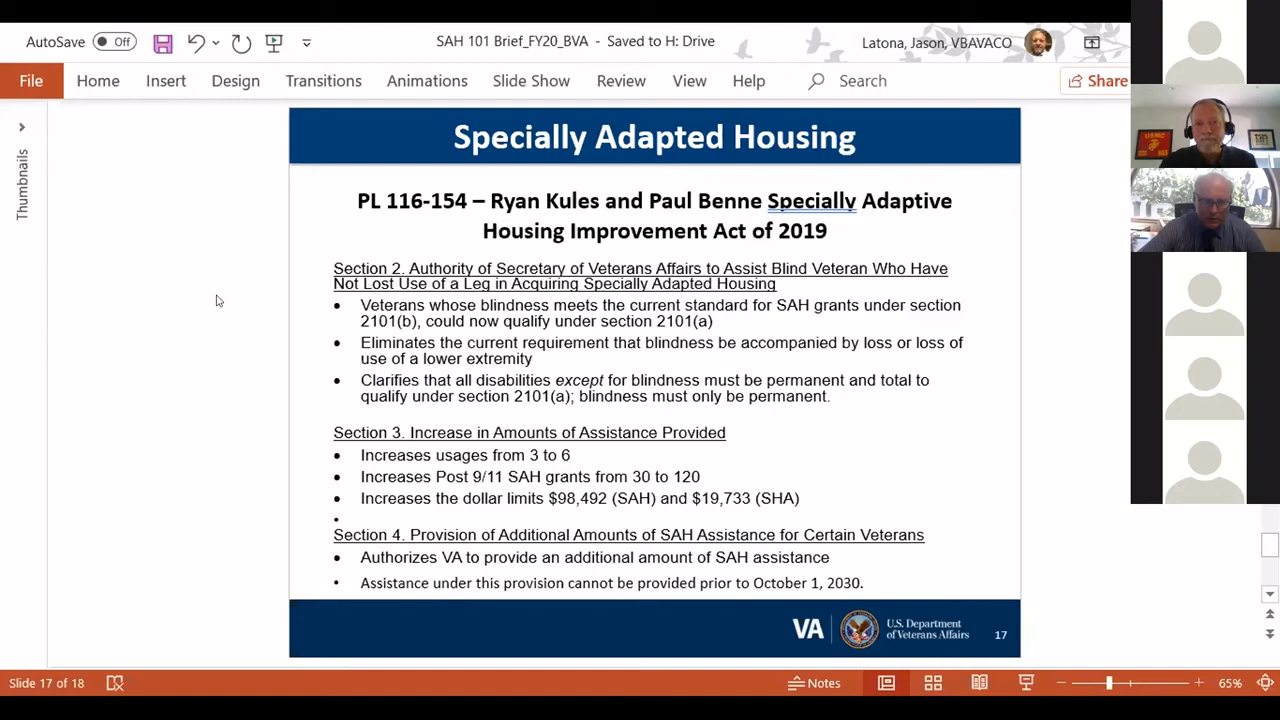 AutoSave Off SAH 101 Brief_FY20_BVA - Saved to H: Drive Latona, Jason, VBAVACO
File Home Insert Design Transitions Animations Slide Show Review View Help Search Share
Thumbnails
Specially Adapted Housing
PL 116-154 – Ryan Kules and Paul Benne Specially Adaptive
Housing Improvement Act of 2019
Section 2. Authority of Secretary of Veterans Affairs to Assist Blind Veteran Who Have
Not Lost Use of a Leg in Acquiring Specially Adapted Housing
• Veterans whose blindness meets the current standard for SAH grants under section
2101(b), could now qualify under section 2101(a)
• Eliminates the current requirement that blindness be accompanied by loss or loss of
use of a lower extremity
• Clarifies that all disabilities except for blindness must be permanent and total to
qualify under section 2101(a); blindness must only be permanent.
Section 3. Increase in Amounts of Assistance Provided
• Increases usages from 3 to 6
• Increases Post 9/11 SAH grants from 30 to 120
• Increases the dollar limits $98,492 (SAH) and $19,733 (SHA)
•
Section 4. Provision of Additional Amounts of SAH Assistance for Certain Veterans
• Authorizes VA to provide an additional amount of SAH assistance
• Assistance under this provision cannot be provided prior to October 1, 2030.
VA U.S. Department
of Veterans Affairs
17
USMC
Slide 17 of 18 Notes 65%